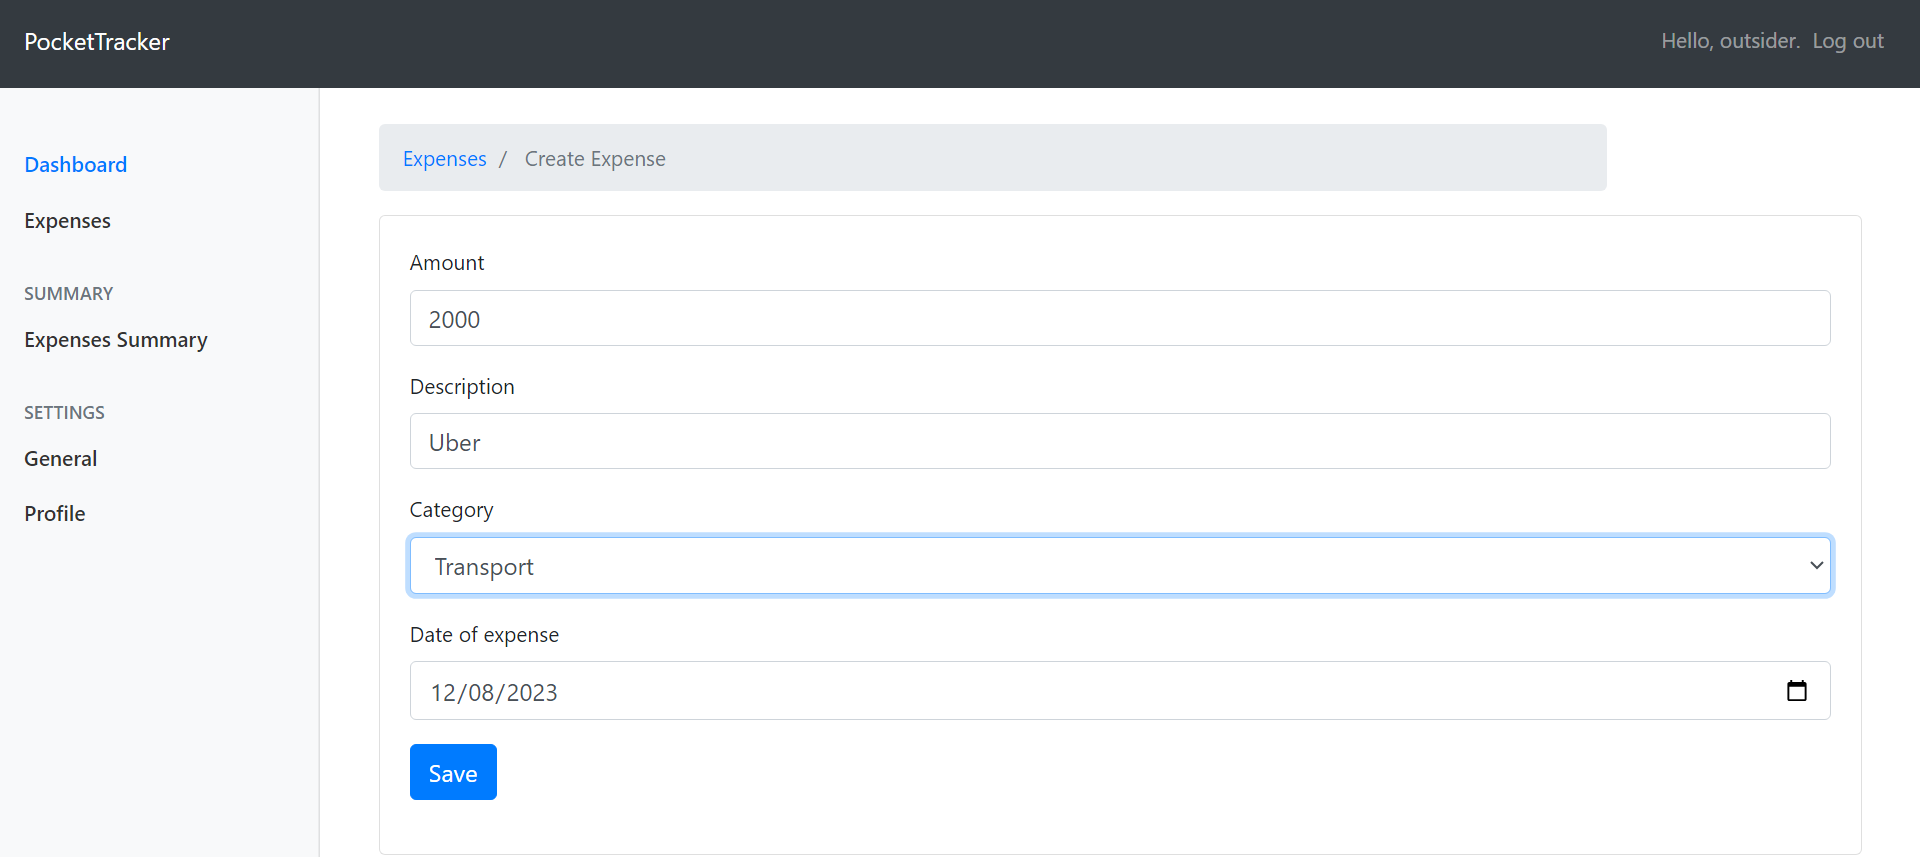 PocketTracker
Hello, outsider. Log out
Dashboard
Expenses
SUMMARY
Expenses Summary
SETTINGS
General
Profile
Expenses / Create Expense
Amount
2000
Description
Uber
Category
Transport
Date of expense
12/08/2023
Save